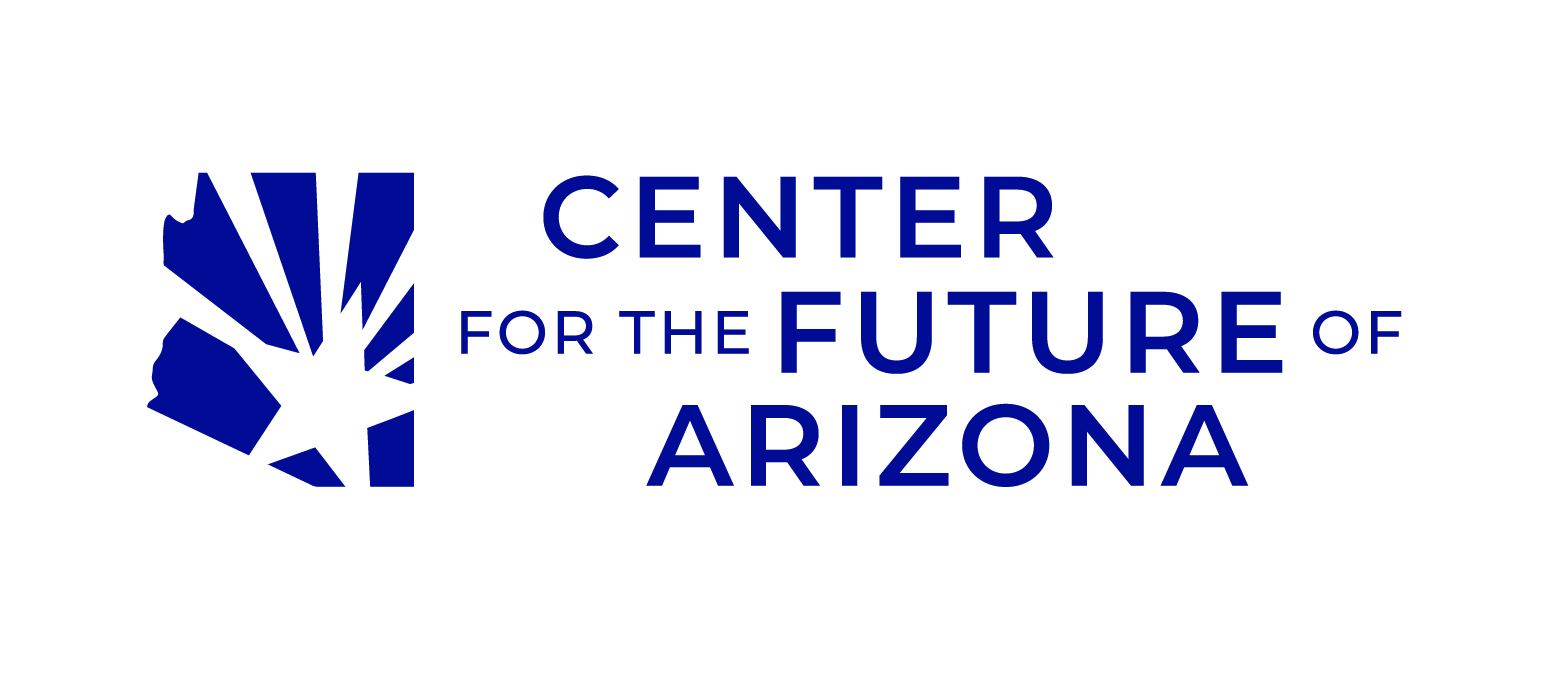 CENTER
FOR THE FUTURE OF
ARIZONA